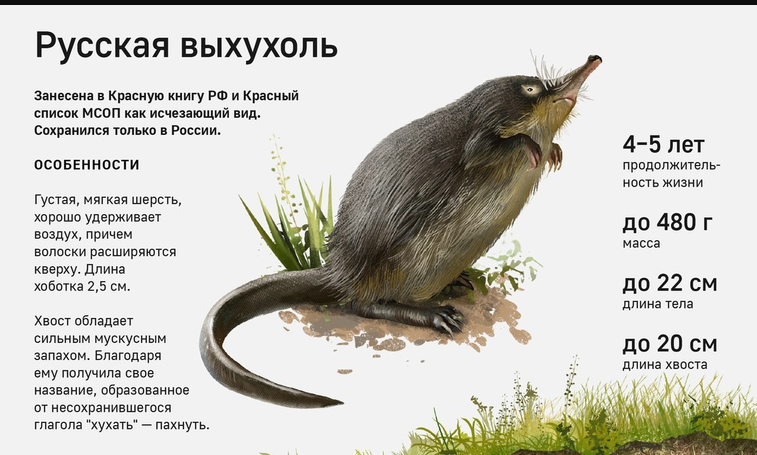 Русская выхухоль
Занесена в Красную книгу РФ и Красный
список МСОП как исчезающий вид.
Сохранился только в России.
ОСОБЕННОСТИ
Густая, мягкая шерсть,
хорошо удерживает
воздух, причем
волоски расширяются
кверху. Длина
хоботка 2,5 см.
Хвост обладает
сильным мускусным
запахом. Благодаря
ему получила свое
название, образованное
от несохранившегося
глагола "хухать" — пахнуть.
4–5 лет
продолжитель-
ность жизни
до 480 г
масса
до 22 см
длина тела
до 20 см
длина хвоста